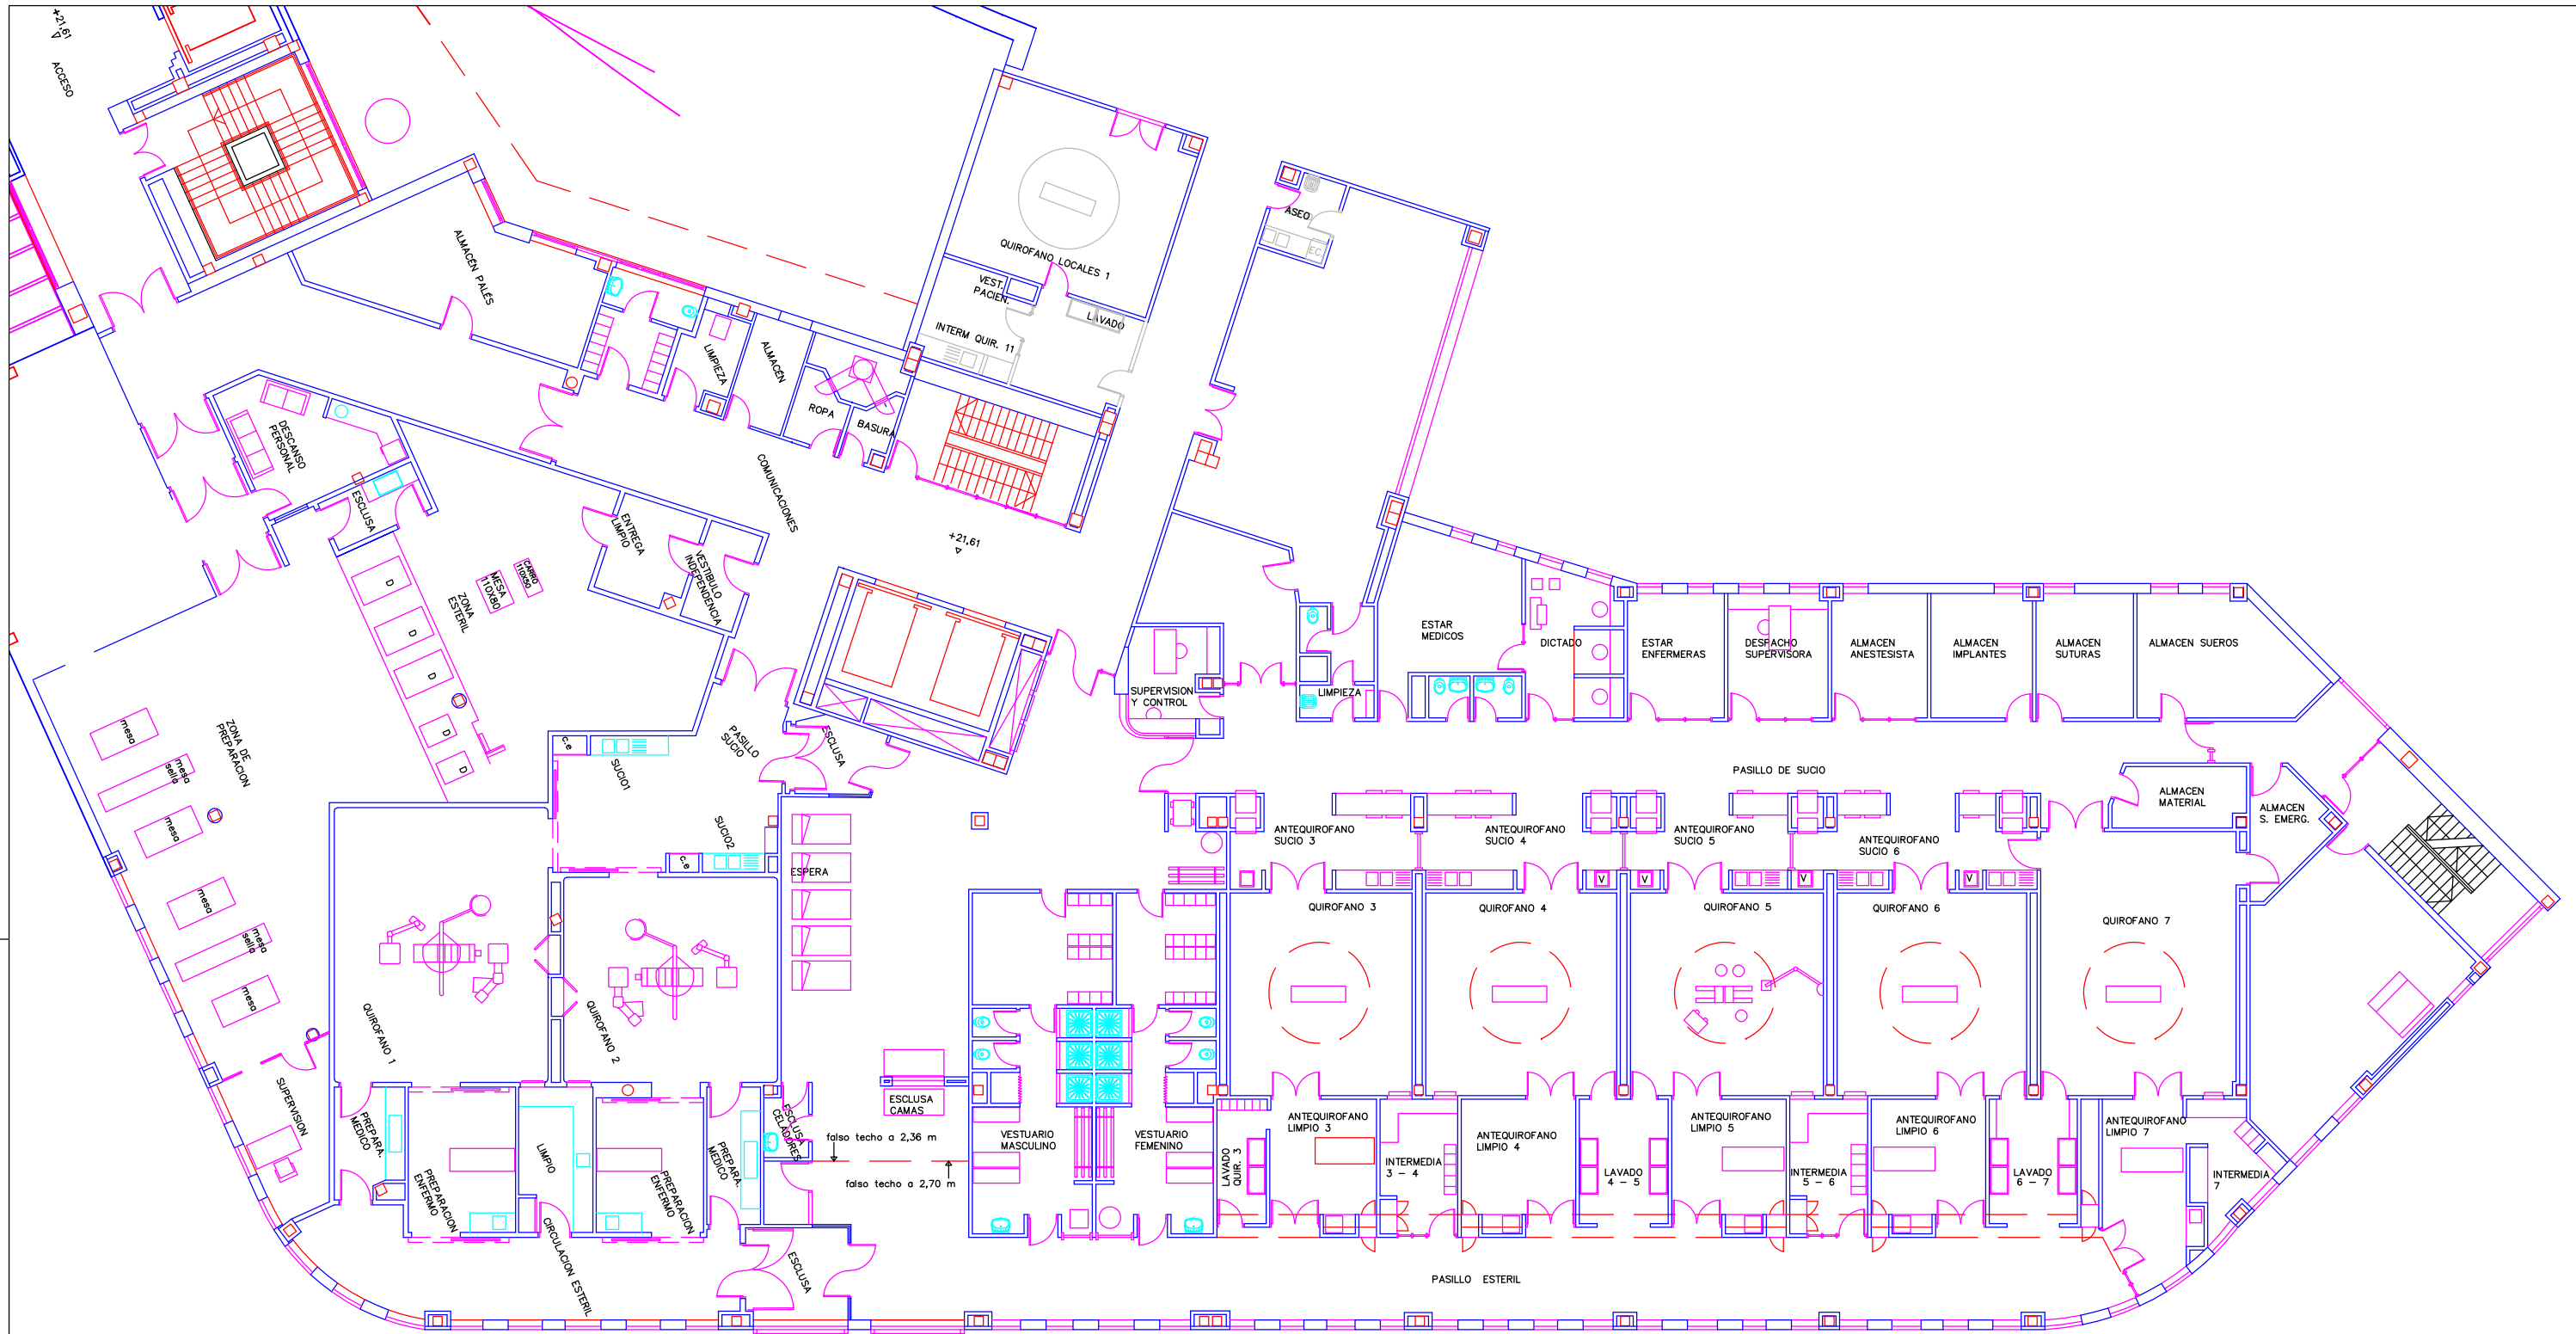 +21,61
ACCESO
ALMACÉN PALÉS
QUIROFANO LOCALES 1
VEST.
PACIEN.
LAVADO
INTERM QUIR. 11
ASEO
EC.
LIMPIEZA
ALMACÉN
ROPA
BASURA
DESCANSO
PERSONAL
ESCLUSA
COMUNICACIONES
+21,61
ENTREGA
LIMPIO
VESTIBULO
INDEPENDENCIA
CARRO
110X50
MESA
110X80
ZONA
ESTERIL
D
D
D
D
D
ZONA DE
PREPARACION
mesa
mesa
sella
mesa
mesa
mesa
sella
mesa
SUPERVISION
PASILLO
SUCIO
ESCLUSA
c.e
SUCIO1
SUCIO2
c.e
ESPERA
SUPERVISION
Y CONTROL
LIMPIEZA
ESTAR
MEDICOS
DICTADO
ESTAR
ENFERMERAS
DESPACHO
SUPERVISORA
ALMACEN
ANESTESISTA
ALMACEN
IMPLANTES
ALMACEN
SUTURAS
ALMACEN SUEROS
PASILLO DE SUCIO
ALMACEN
MATERIAL
ALMACEN
S. EMERG.
ANTEQUIROFANO
SUCIO 3
ANTEQUIROFANO
SUCIO 4
ANTEQUIROFANO
SUCIO 5
ANTEQUIROFANO
SUCIO 6
V
V
V
V
QUIROFANO 1
QUIROFANO 2
QUIROFANO 3
QUIROFANO 4
QUIROFANO 5
QUIROFANO 6
QUIROFANO 7
PREPARA.
MEDICO
PREPARACION
ENFERMO
LIMPIO
PREPARACION
ENFERMO
PREPARA.
MEDICO
ESCLUSA
CELADORES
ESCLUSA
CAMAS
falso techo a 2,36 m
falso techo a 2,70 m
VESTUARIO
MASCULINO
VESTUARIO
FEMENINO
LAVADO
QUIR. 3
ANTEQUIROFANO
LIMPIO 3
INTERMEDIA
3 - 4
ANTEQUIROFANO
LIMPIO 4
LAVADO
4 - 5
ANTEQUIROFANO
LIMPIO 5
INTERMEDIA
5 - 6
ANTEQUIROFANO
LIMPIO 6
LAVADO
6 - 7
ANTEQUIROFANO
LIMPIO 7
INTERMEDIA
7
CIRCULACION ESTERIL
ESCLUSA
PASILLO ESTERIL